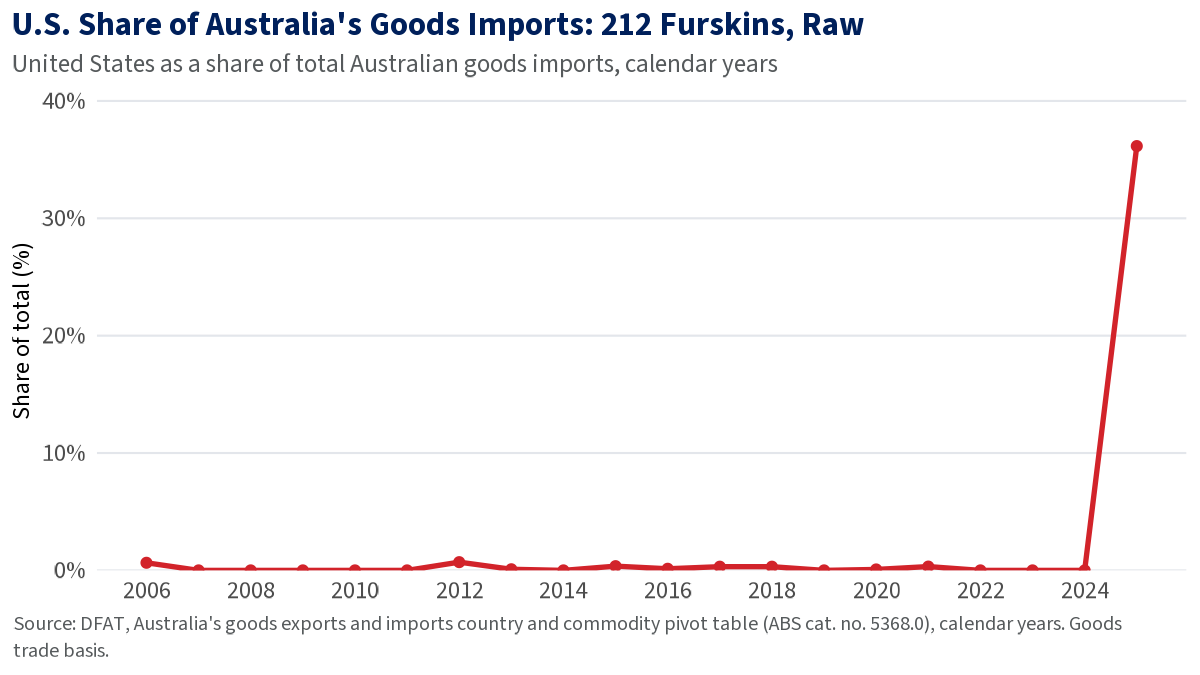 U.S. Share of Australia's Goods Imports: 212 Furskins, Raw
United States as a share of total Australian goods imports, calendar years
Share of total (%)
40%
30%
20%
10%
0%
2006 2008 2010 2012 2014 2016 2018 2020 2022 2024
Source: DFAT, Australia's goods exports and imports country and commodity pivot table (ABS cat. no. 5368.0), calendar years. Goods
trade basis.